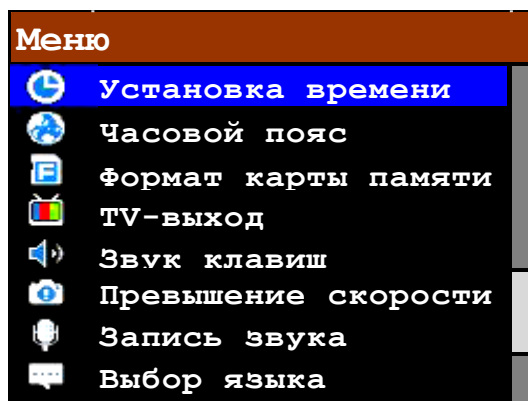 Меню
Установка времени
Часовой пояс
Формат карты памяти
TV-выход
Звук клавиш
Превышение скорости
Запись звука
Выбор языка